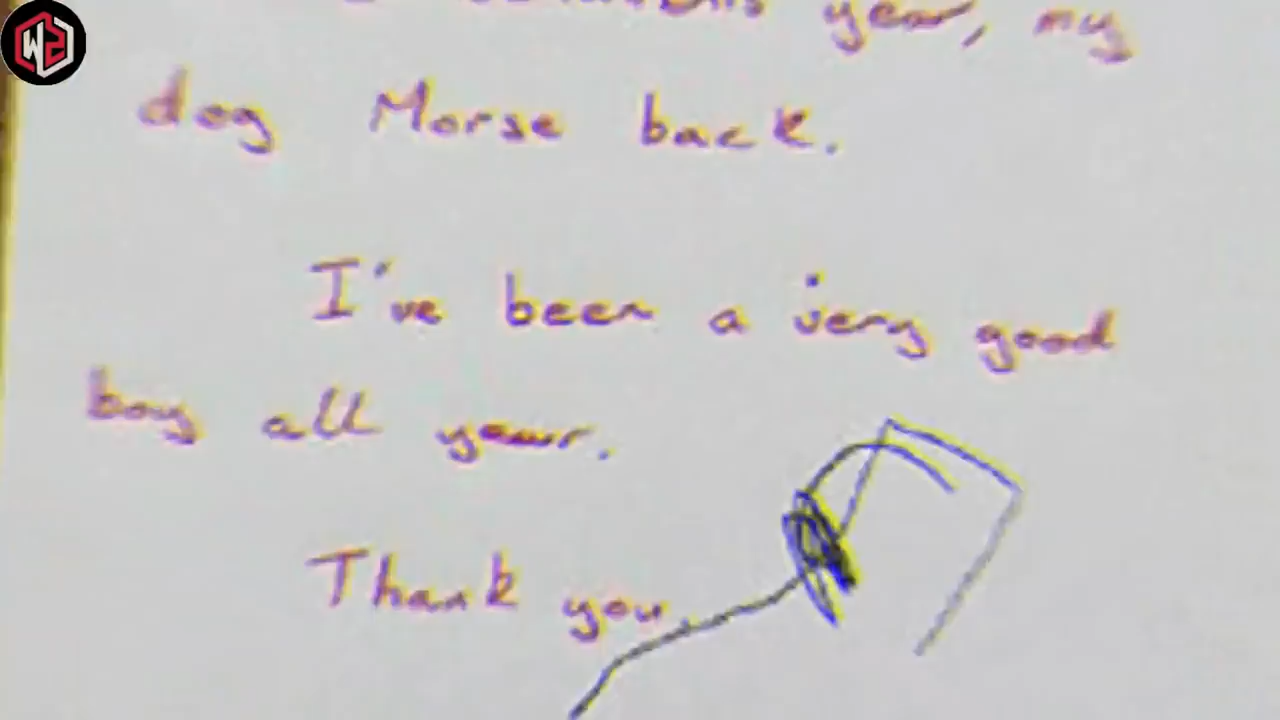 year, my
dog Morse back.
I've been a very good
boy all year.
Thank you